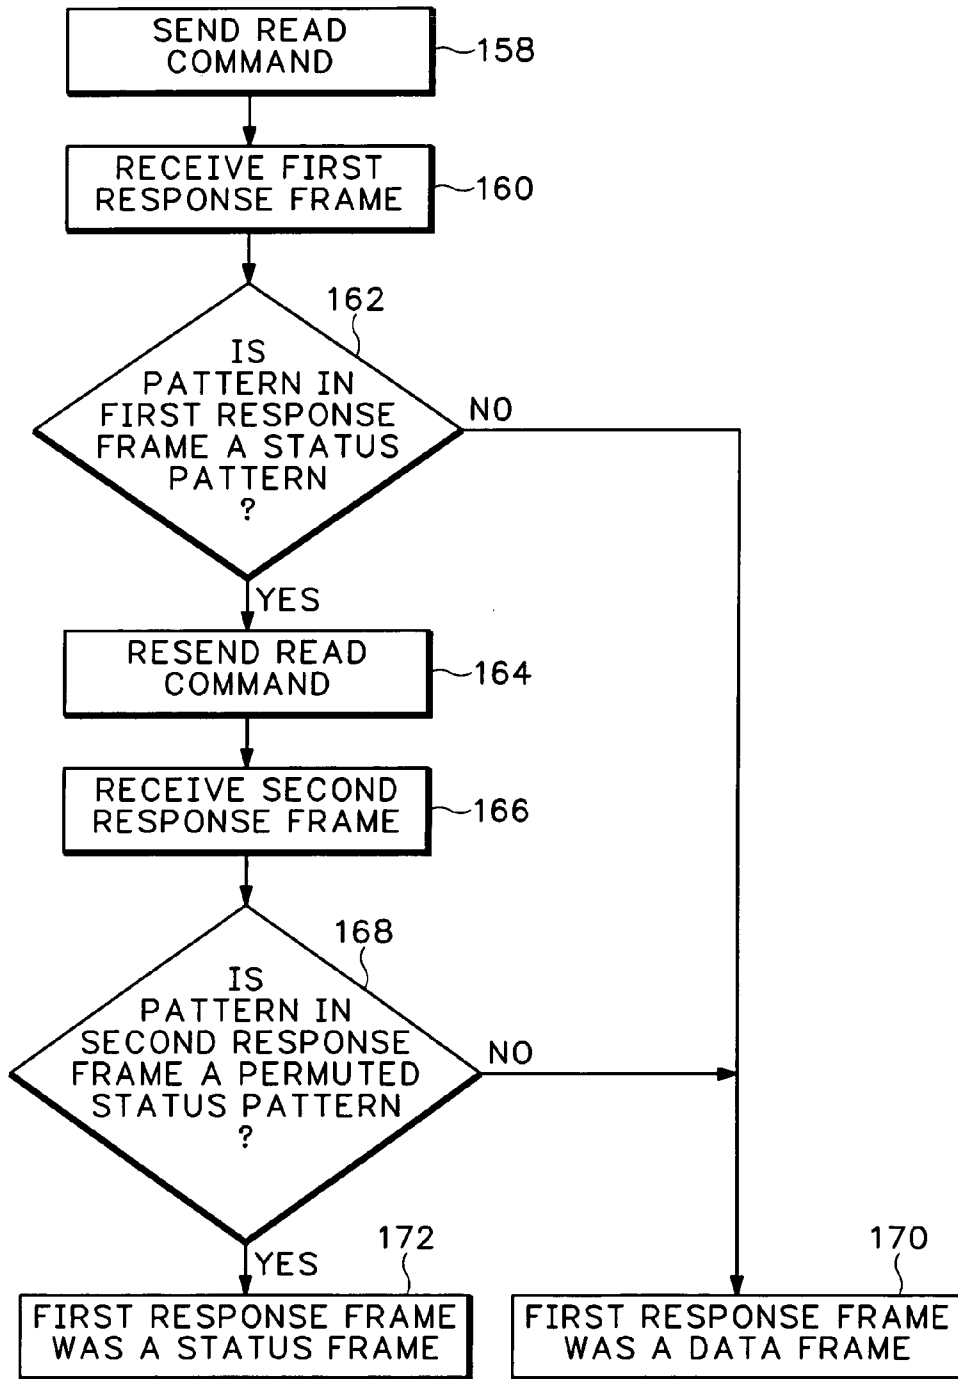 SEND READ
COMMAND
158
RECEIVE FIRST
RESPONSE FRAME
160
162
IS
PATTERN IN
FIRST RESPONSE
FRAME A STATUS
PATTERN
?
NO
YES
RESEND READ
COMMAND
164
RECEIVE SECOND
RESPONSE FRAME
166
168
IS
PATTERN IN
SECOND RESPONSE
FRAME A PERMUTED
STATUS PATTERN
?
NO
YES
172
FIRST RESPONSE FRAME
WAS A STATUS FRAME
170
FIRST RESPONSE FRAME
WAS A DATA FRAME